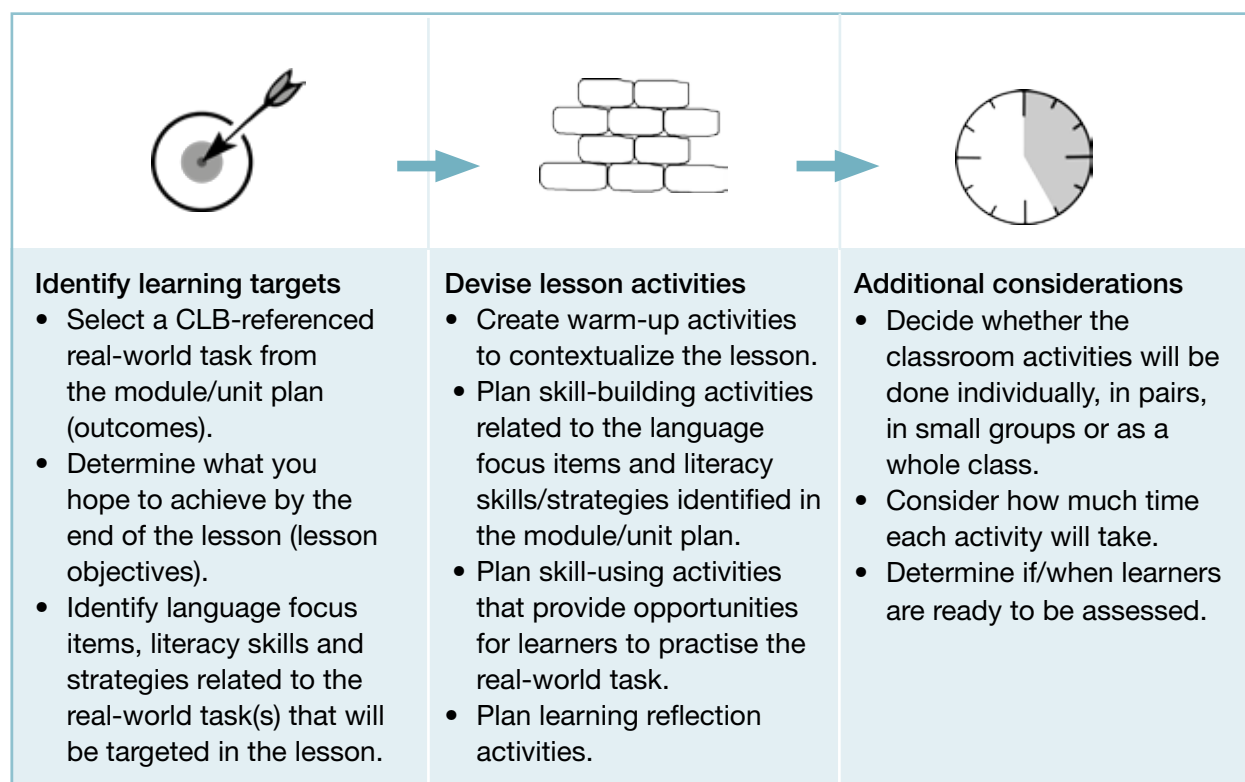 Identify learning targets
• Select a CLB-referenced
real-world task from
the module/unit plan
(outcomes).
• Determine what you
hope to achieve by the
end of the lesson (lesson
objectives).
• Identify language focus
items, literacy skills and
strategies related to the
real-world task(s) that will
be targeted in the lesson.
Devise lesson activities
• Create warm-up activities
to contextualize the lesson.
• Plan skill-building activities
related to the language
focus items and literacy
skills/strategies identified in
the module/unit plan.
• Plan skill-using activities
that provide opportunities
for learners to practise the
real-world task.
• Plan learning reflection
activities.
Additional considerations
• Decide whether the
classroom activities will be
done individually, in pairs,
in small groups or as a
whole class.
• Consider how much time
each activity will take.
• Determine if/when learners
are ready to be assessed.